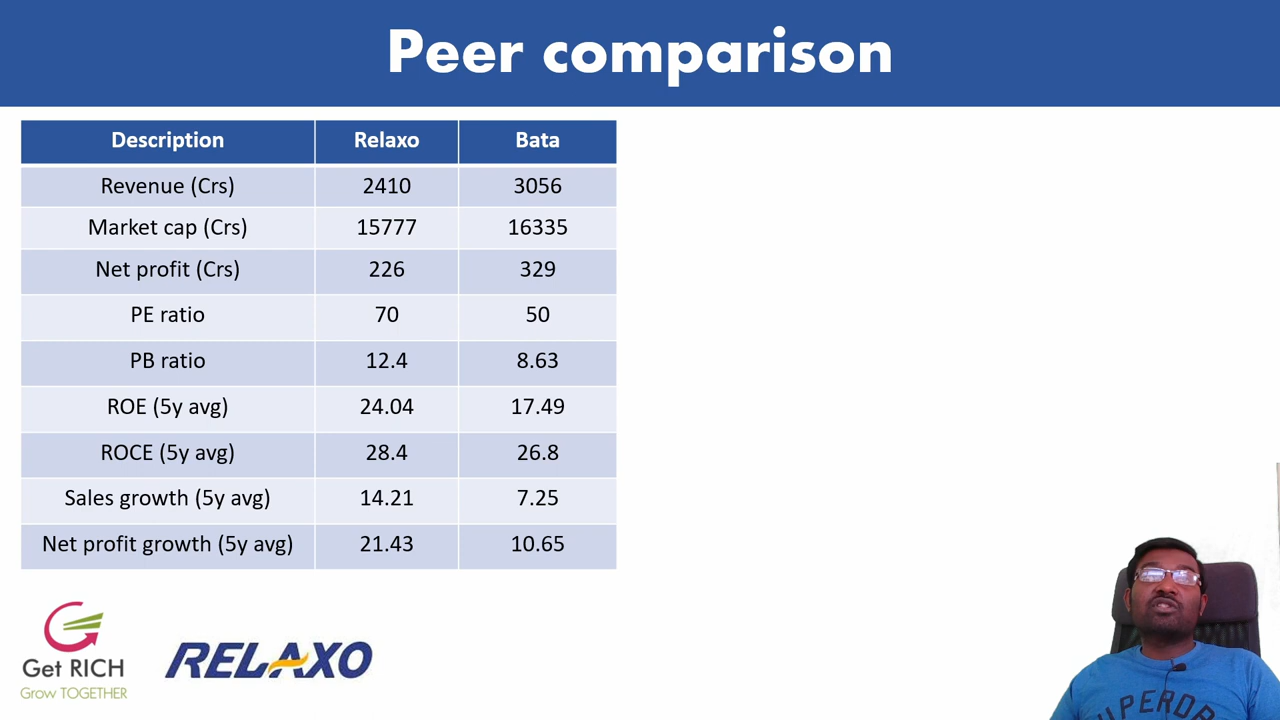 Peer comparison
Description Relaxo Bata
Revenue (Crs) 2410 3056
Market cap (Crs) 15777 16335
Net profit (Crs) 226 329
PE ratio 70 50
PB ratio 12.4 8.63
ROE (5y avg) 24.04 17.49
ROCE (5y avg) 28.4 26.8
Sales growth (5y avg) 14.21 7.25
Net profit growth (5y avg) 21.43 10.65
Get RICH
Grow TOGETHER
RELAXO